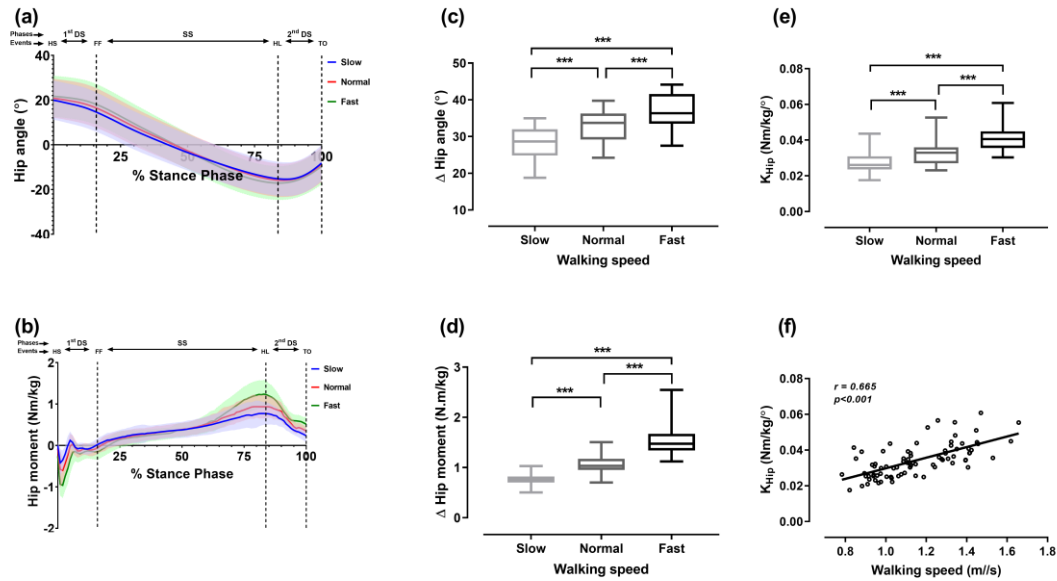 (a)
Phases
Events
1st DS
SS
2nd DS
HS
FF
HL
TO
Slow
Normal
Fast
Hip angle (°)
40
20
0
-20
-40
25
50
75
100
% Stance Phase
(b)
Phases
Events
1st DS
SS
2nd DS
HS
FF
HL
TO
Slow
Normal
Fast
Hip moment (Nm/kg)
2
1
0
-1
-2
25
50
75
100
% Stance Phase
(c)
***
***
***
Δ Hip angle (°)
50
40
30
20
10
Slow
Normal
Fast
Walking speed
(d)
***
***
***
Δ Hip moment (N.m/kg)
3
2
1
0
Slow
Normal
Fast
Walking speed
(e)
***
***
***
KHip (Nm/kg/°)
0.08
0.06
0.04
0.02
0.00
Slow
Normal
Fast
Walking speed
(f)
r = 0.665
p<0.001
KHip (Nm/kg/°)
0.08
0.06
0.04
0.02
0.00
0.8
1.0
1.2
1.4
1.6
1.8
Walking speed (m//s)